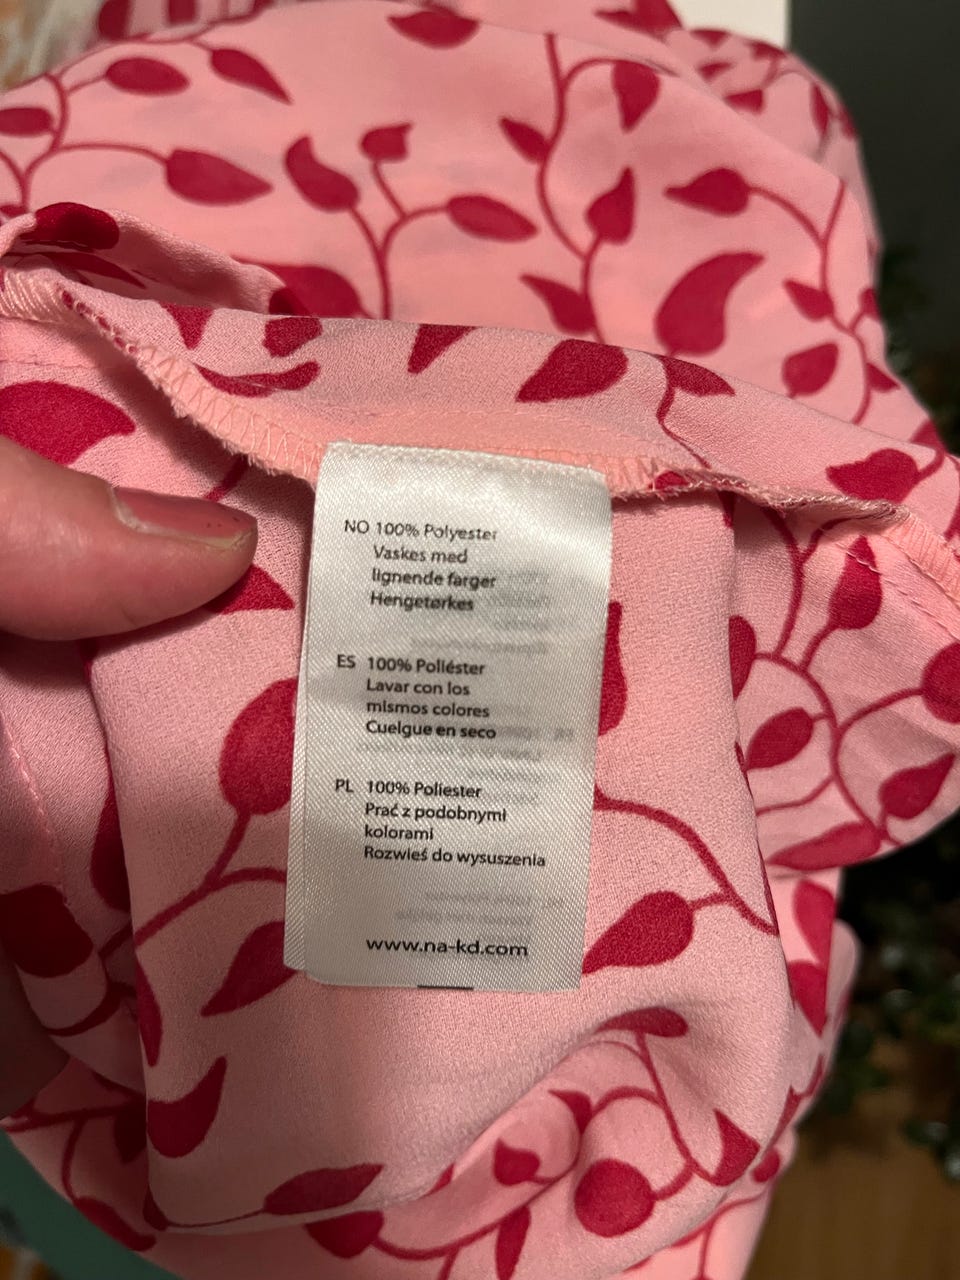 NO 100% Polyester
Vaskes med
lignende farger
Hengetørkes
ES 100% Poliéster
Lavar con los
mismos colores
Cuelgue en seco
PL 100% Poliester
Prać z podobnymi
kolorami
Rozwieś do wysuszenia
www.na-kd.com